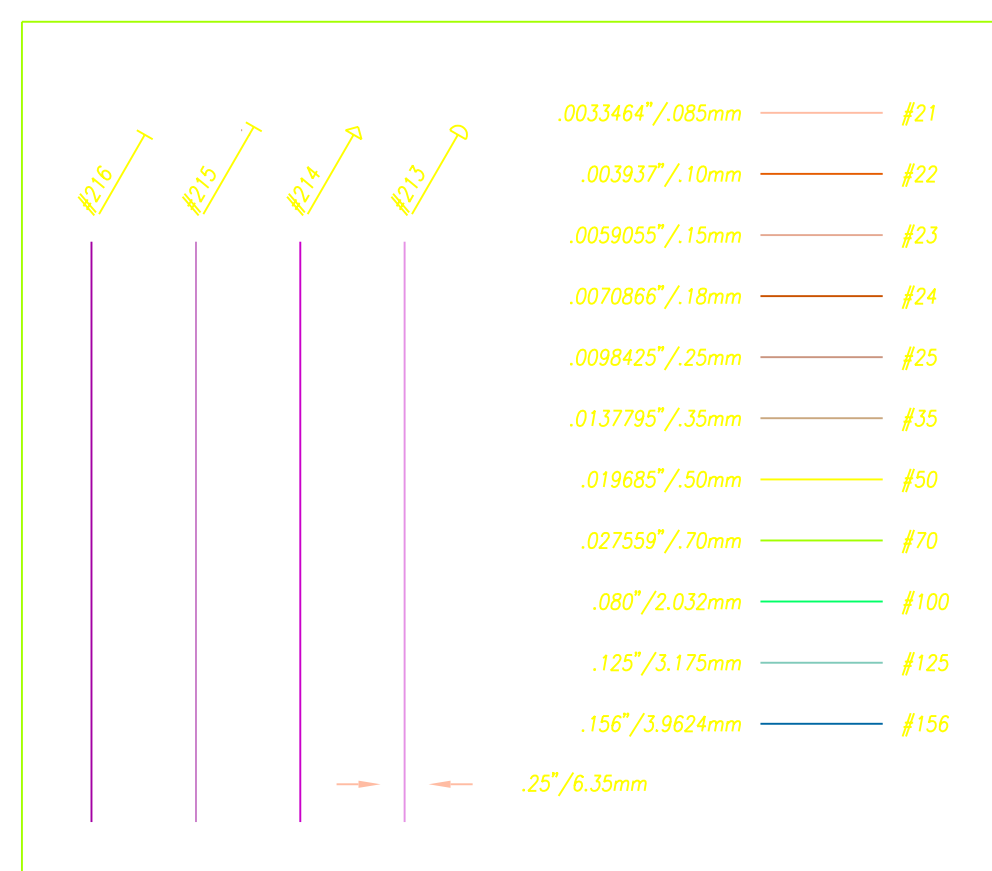 #216
#215
#214
#213
.0033464"/.085mm #21
.003937"/.10mm #22
.0059055"/.15mm #23
.0070866"/.18mm #24
.0098425"/.25mm #25
.0137795"/.35mm #35
.019685"/.50mm #50
.027559"/.70mm #70
.080"/2.032mm #100
.125"/3.175mm #125
.156"/3.9624mm #156
.25"/6.35mm